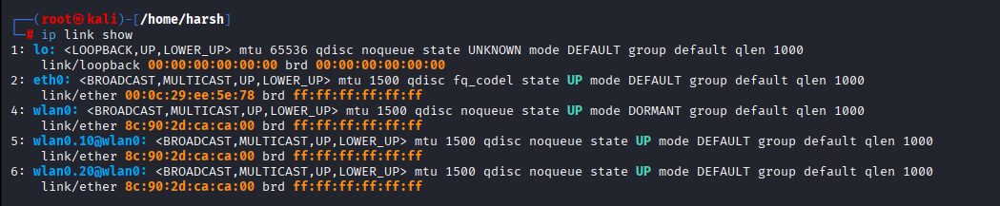 ┌──(root㉿kali)-[/home/harsh]
└─# ip link show
1: lo: <LOOPBACK,UP,LOWER_UP> mtu 65536 qdisc noqueue state UNKNOWN mode DEFAULT group default qlen 1000
    link/loopback 00:00:00:00:00:00 brd 00:00:00:00:00:00
2: eth0: <BROADCAST,MULTICAST,UP,LOWER_UP> mtu 1500 qdisc fq_codel state UP mode DEFAULT group default qlen 1000
    link/ether 00:0c:29:ee:5e:78 brd ff:ff:ff:ff:ff:ff
4: wlan0: <BROADCAST,MULTICAST,UP,LOWER_UP> mtu 1500 qdisc noqueue state UP mode DORMANT group default qlen 1000
    link/ether 8c:90:2d:ca:ca:00 brd ff:ff:ff:ff:ff:ff
5: wlan0.10@wlan0: <BROADCAST,MULTICAST,UP,LOWER_UP> mtu 1500 qdisc noqueue state UP mode DEFAULT group default qlen 1000
    link/ether 8c:90:2d:ca:ca:00 brd ff:ff:ff:ff:ff:ff
6: wlan0.20@wlan0: <BROADCAST,MULTICAST,UP,LOWER_UP> mtu 1500 qdisc noqueue state UP mode DEFAULT group default qlen 1000
    link/ether 8c:90:2d:ca:ca:00 brd ff:ff:ff:ff:ff:ff